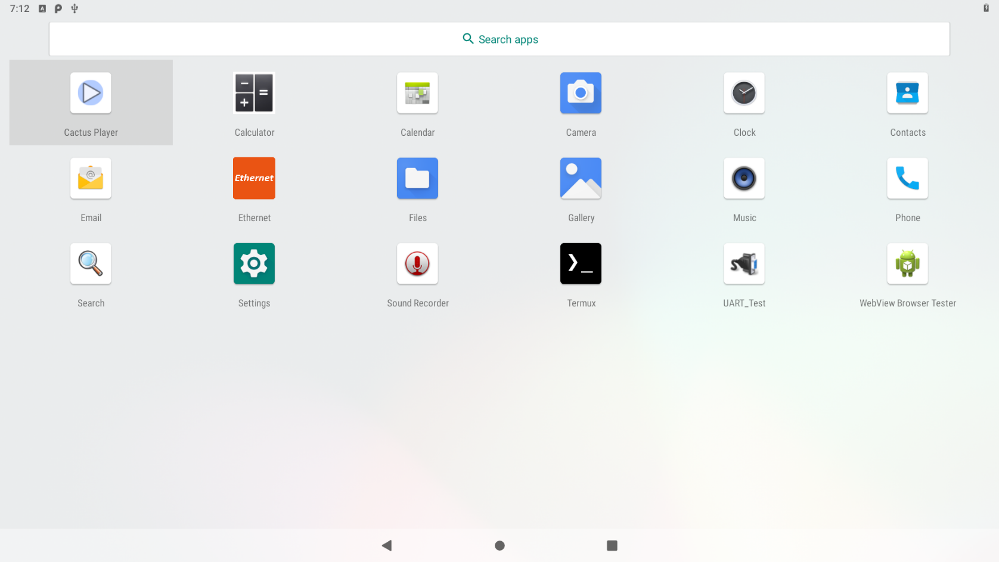 7:12
Search apps
Cactus Player
Calculator
Calendar
Camera
Clock
Contacts
Ethernet
Email
Ethernet
Files
Gallery
Music
Phone
Search
Settings
Sound Recorder
Termux
UART_Test
WebView Browser Tester